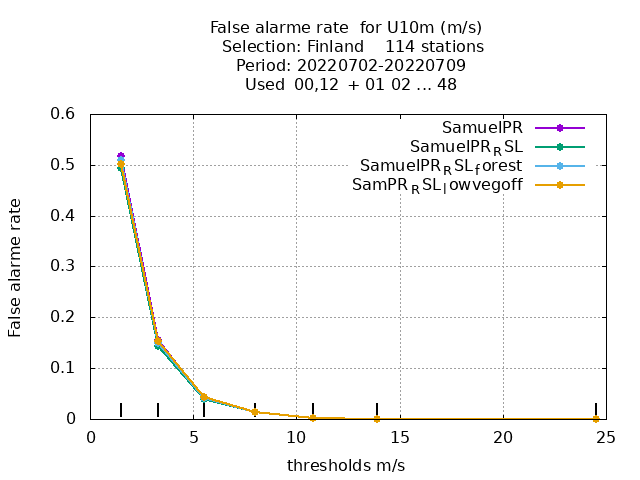 False alarme rate  for U10m (m/s)
Selection: Finland    114 stations
Period: 20220702-20220709
Used  00,12  + 01 02 ... 48
0.6
SamuelPR
SamuelPR_RSL
0.5
SamuelPR_RSL_forest
SamPR_RSL_lowvegoff
0.4
False alarme rate
0.3
0.2
0.1
0
0 5 10 15 20 25
thresholds m/s